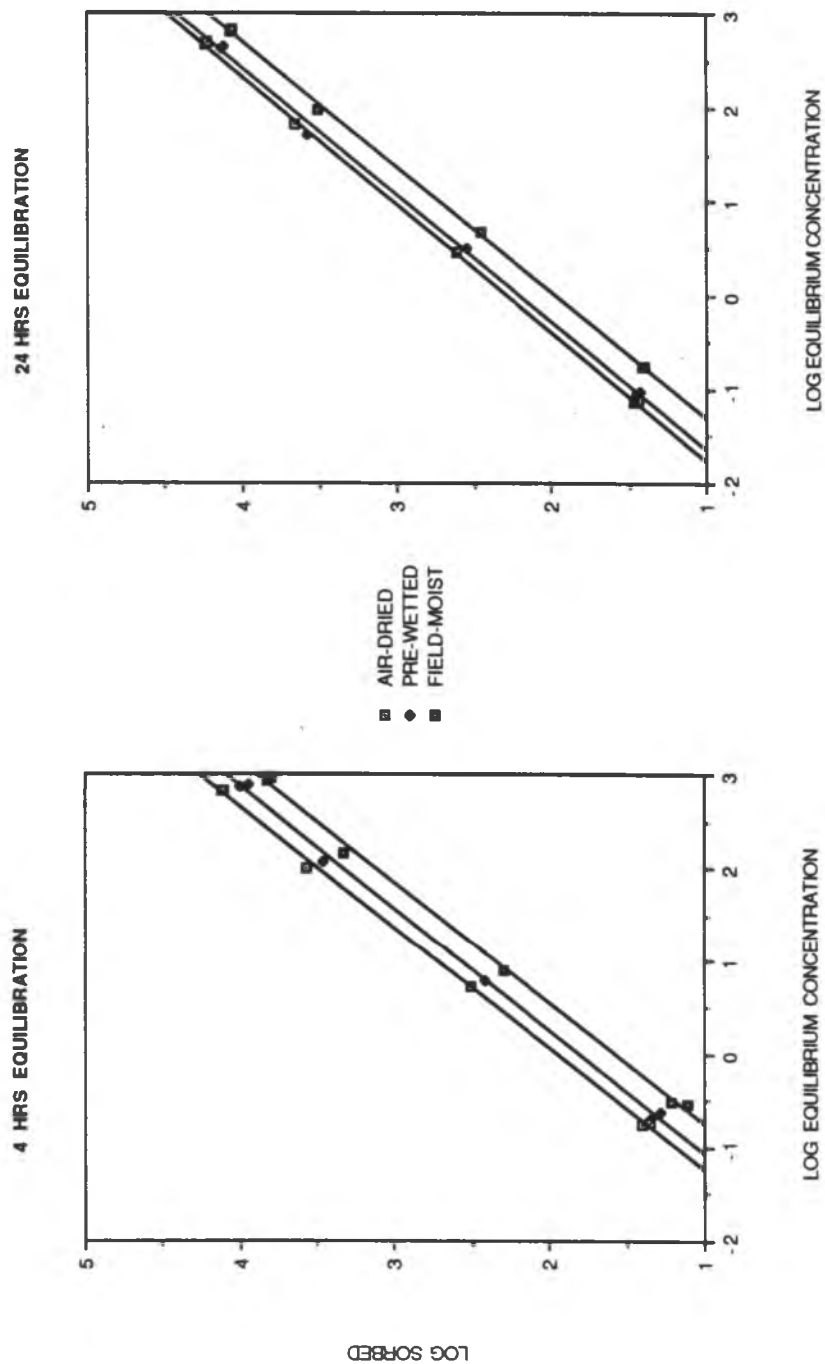 4 HRS EQUILIBRATION
LOG SORBED
5
4
3
2
1
-2
-1
0
1
2
3
LOG EQUILIBRIUM CONCENTRATION
AIR-DRIED
PRE-WETTED
FIELD-MOIST
24 HRS EQUILIBRATION
5
4
3
2
1
-2
-1
0
1
2
3
LOG EQUILIBRIUM CONCENTRATION